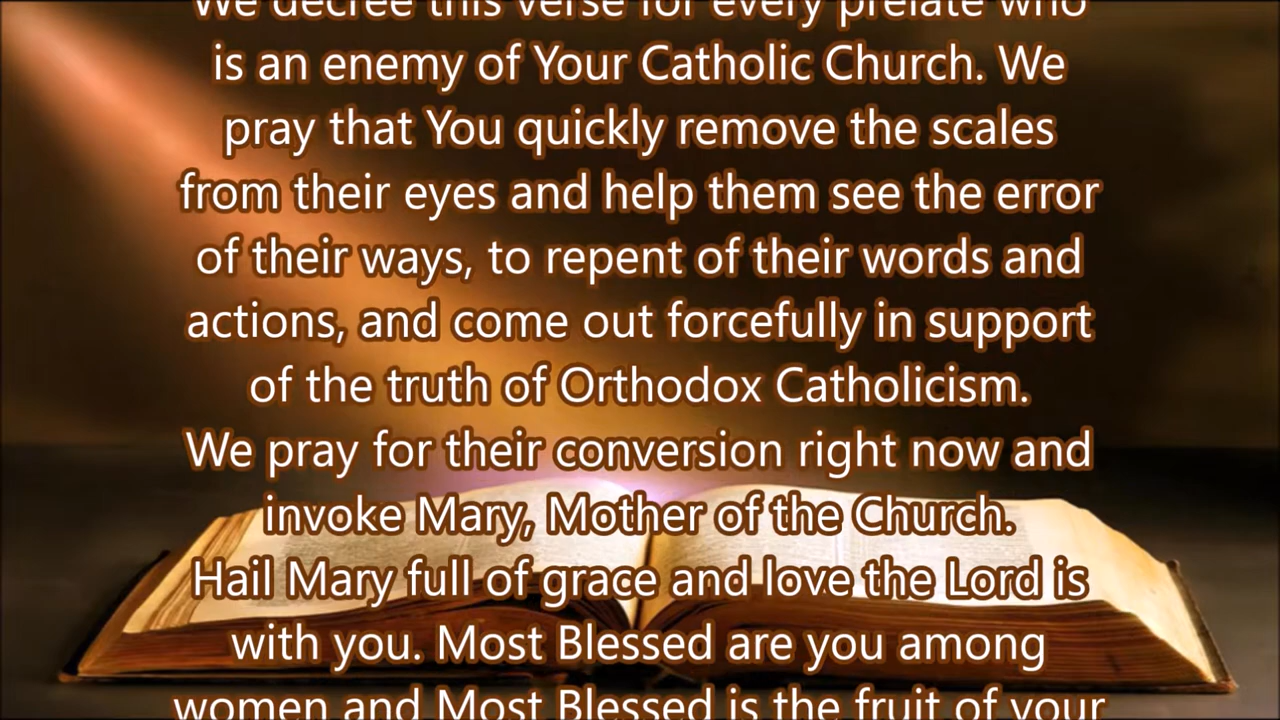 We decree this verse for every prelate who
is an enemy of Your Catholic Church. We
pray that You quickly remove the scales
from their eyes and help them see the error
of their ways, to repent of their words and
actions, and come out forcefully in support
of the truth of Orthodox Catholicism.
We pray for their conversion right now and
invoke Mary, Mother of the Church.
Hail Mary full of grace and love the Lord is
with you. Most Blessed are you among
women and Most Blessed is the fruit of your